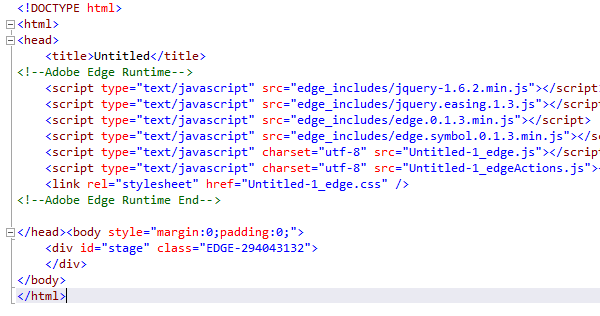 <!DOCTYPE html>
<html>
<head>
<title>Untitled</title>
<!--Adobe Edge Runtime-->
<script type="text/javascript" src="edge_includes/jquery-1.6.2.min.js"></script
<script type="text/javascript" src="edge_includes/jquery.easing.1.3.js"></script
<script type="text/javascript" src="edge_includes/edge.0.1.3.min.js"></script>
<script type="text/javascript" src="edge_includes/edge.symbol.0.1.3.min.js"></s
<script type="text/javascript" charset="utf-8" src="Untitled-1_edge.js"></script
<script type="text/javascript" charset="utf-8" src="Untitled-1_edgeActions.js">
<link rel="stylesheet" href="Untitled-1_edge.css" />
<!--Adobe Edge Runtime End-->
</head><body style="margin:0;padding:0;">
<div id="stage" class="EDGE-294043132">
</div>
</body>
</html>